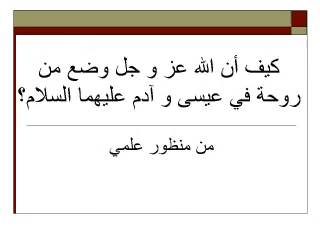 كيف أن الله عز و جل وضع من
روحة في عيسى و آدم عليهما السلام؟
من منظور علمي